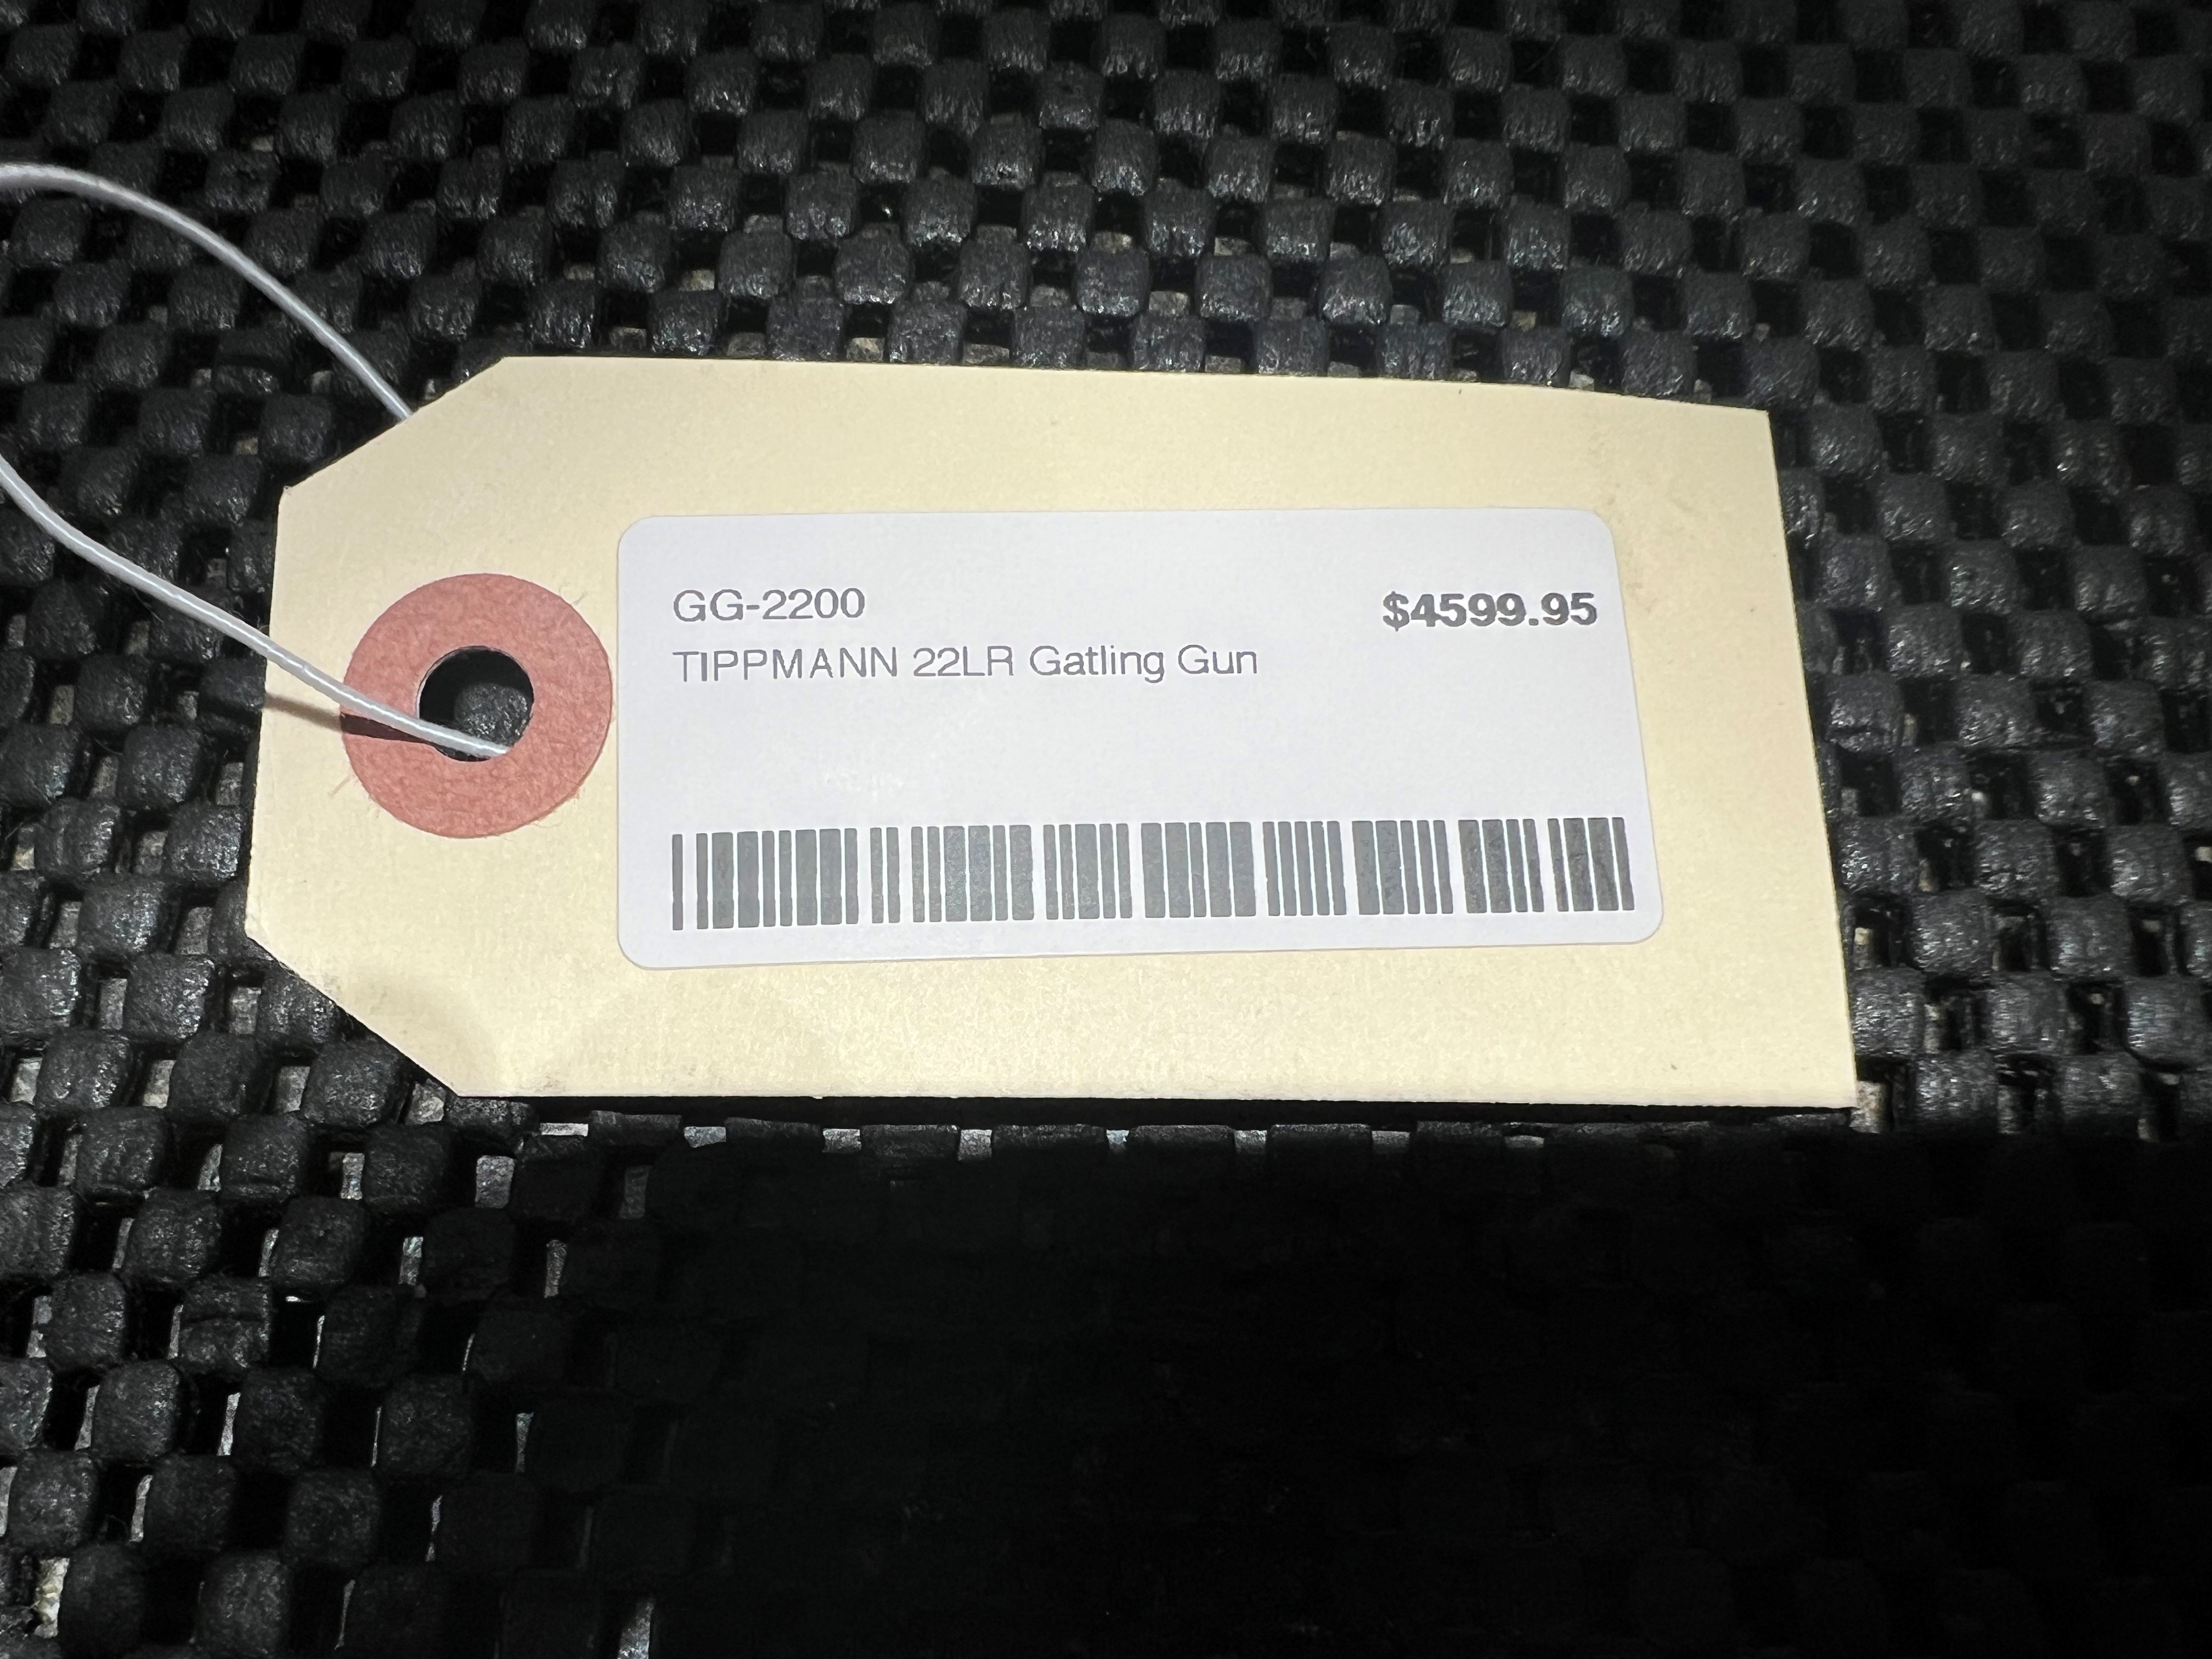 GG-2200 $4599.95
TIPPMANN 22LR Gatling Gun